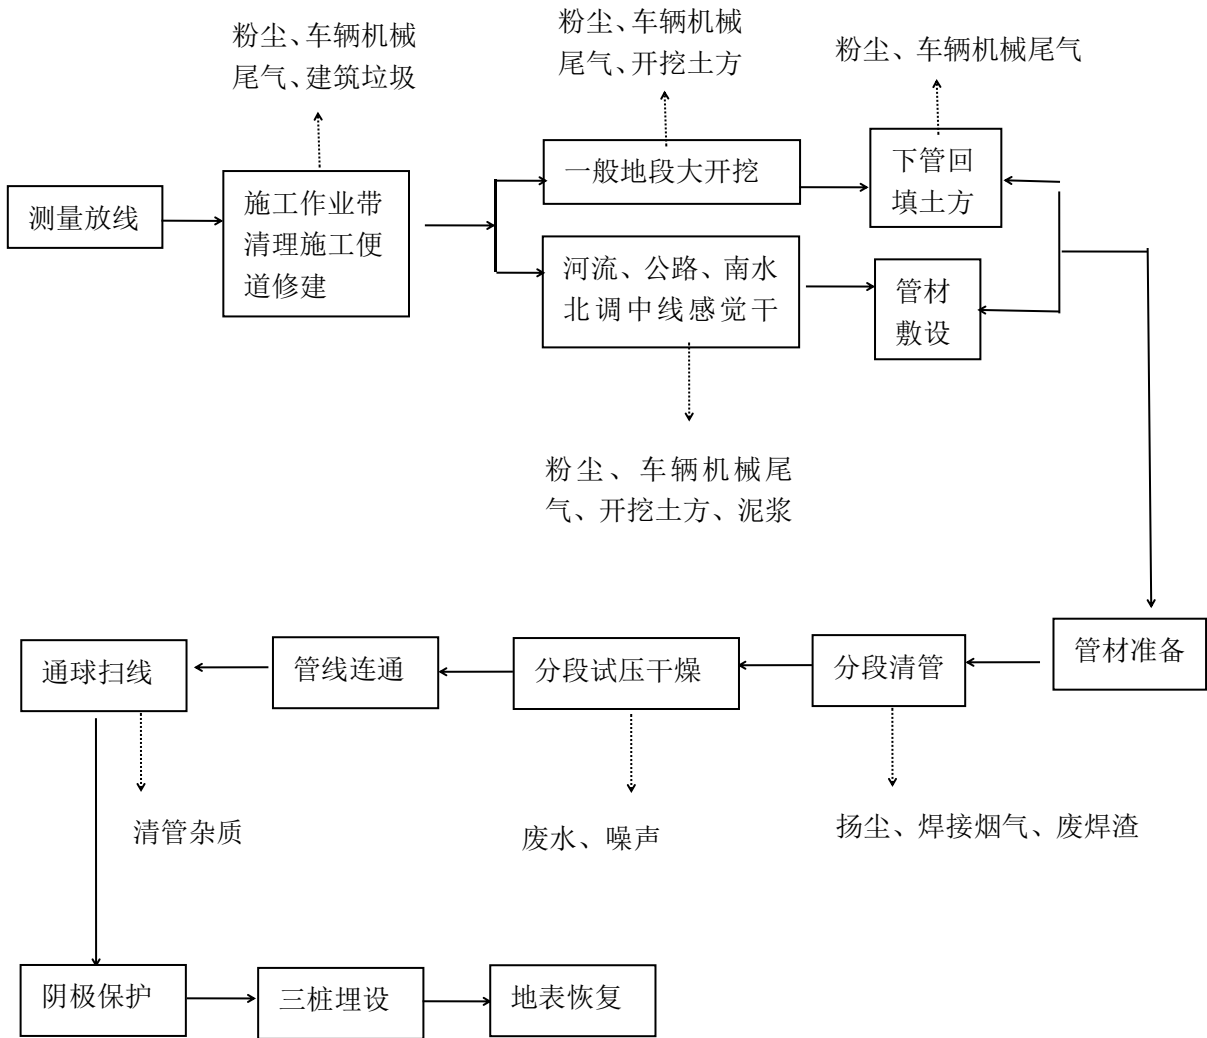 粉尘、车辆机械
尾气、建筑垃圾
粉尘、车辆机械
尾气、开挖土方
粉尘、车辆机械尾气
测量放线
施工作业带
清理施工便
道修建
一般地段大开挖
下管回
填土方
河流、公路、南水
北调中线感觉干
管材
敷设
粉尘、车辆机械尾
气、开挖土方、泥浆
通球扫线
管线连通
分段试压干燥
分段清管
管材准备
清管杂质
废水、噪声
扬尘、焊接烟气、废焊渣
阴极保护
三桩埋设
地表恢复